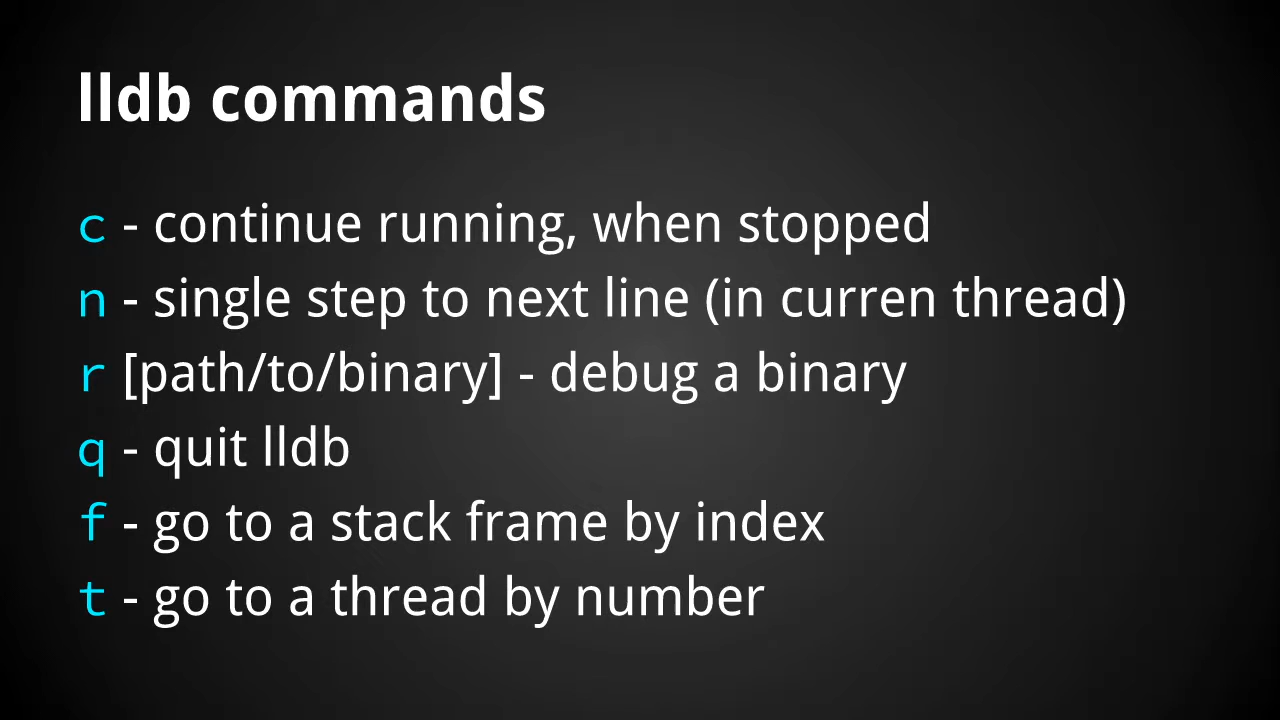 lldb commands
c - continue running, when stopped
n - single step to next line (in curren thread)
r [path/to/binary] - debug a binary
q - quit lldb
f - go to a stack frame by index
t - go to a thread by number